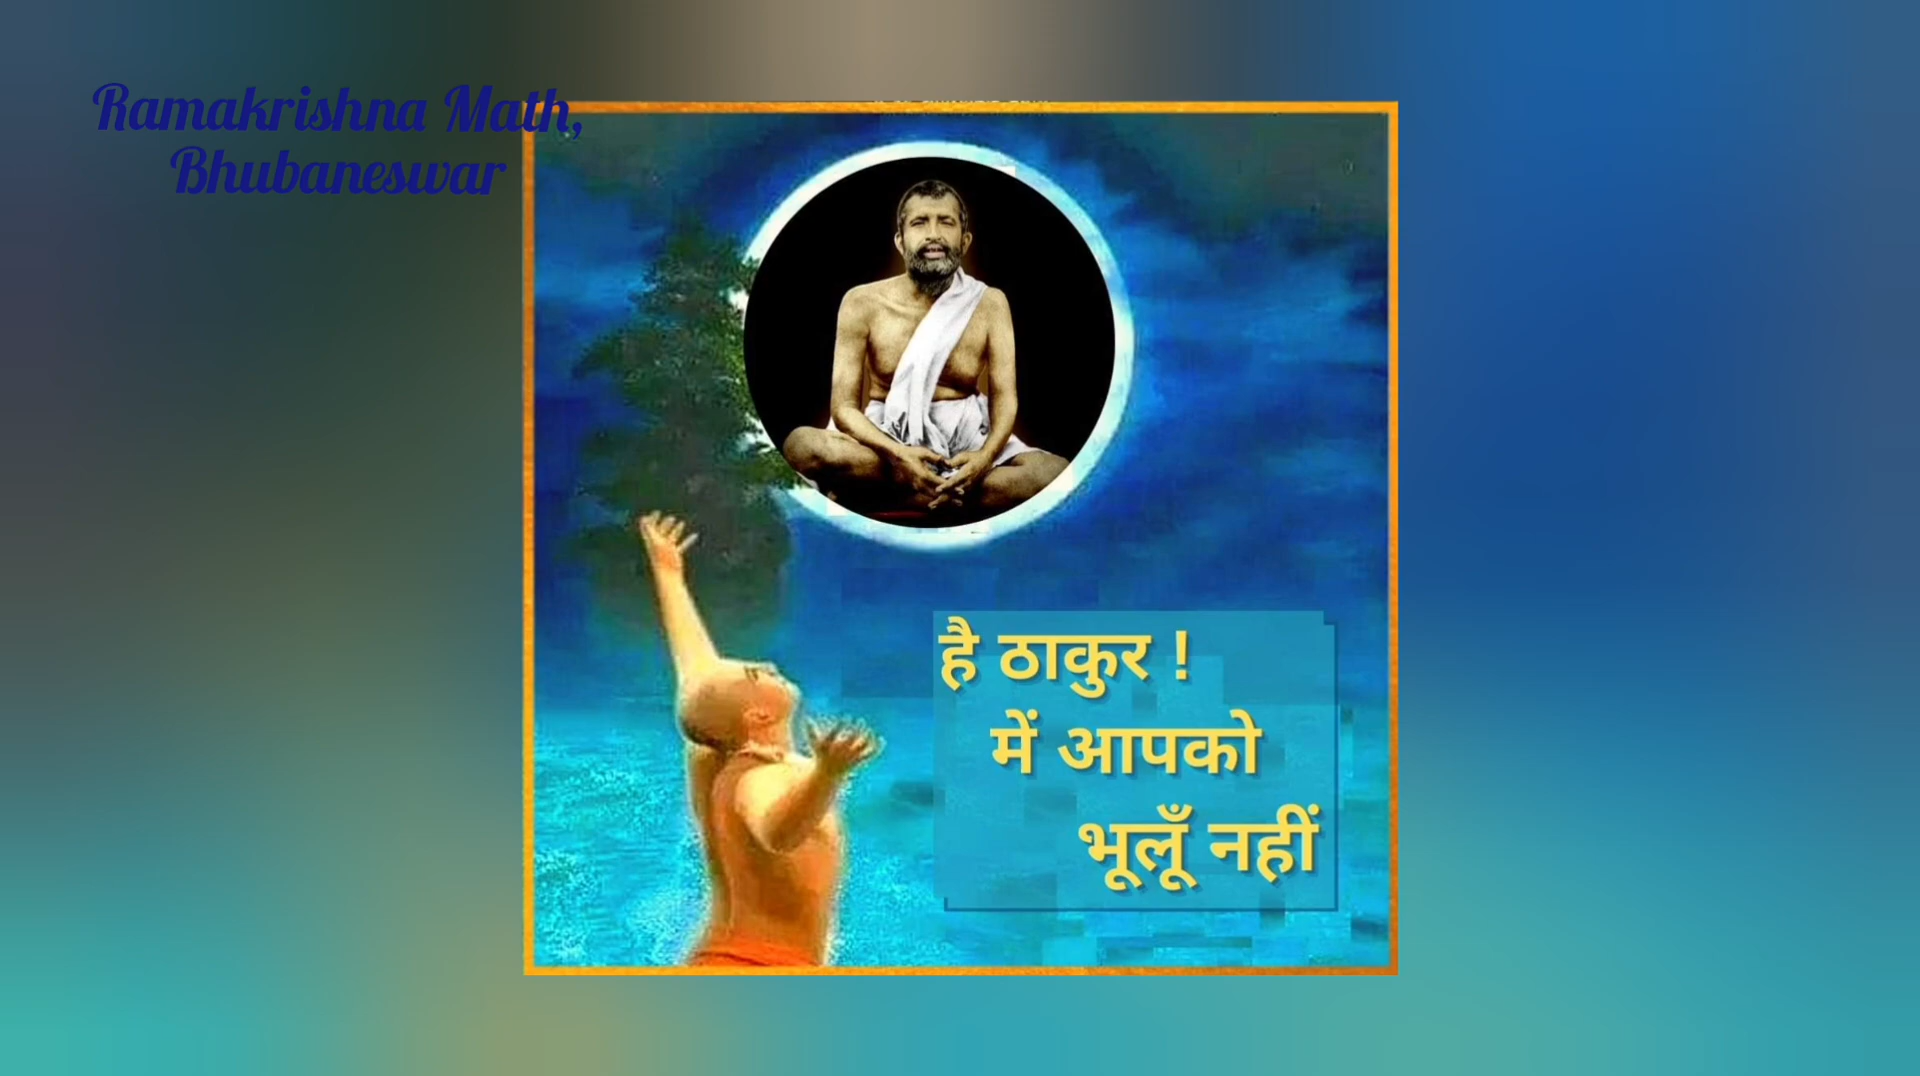 Ramakrishna Math,
Bhubaneswar
है ठाकुर !
में आपको
भूलूँ नहीं